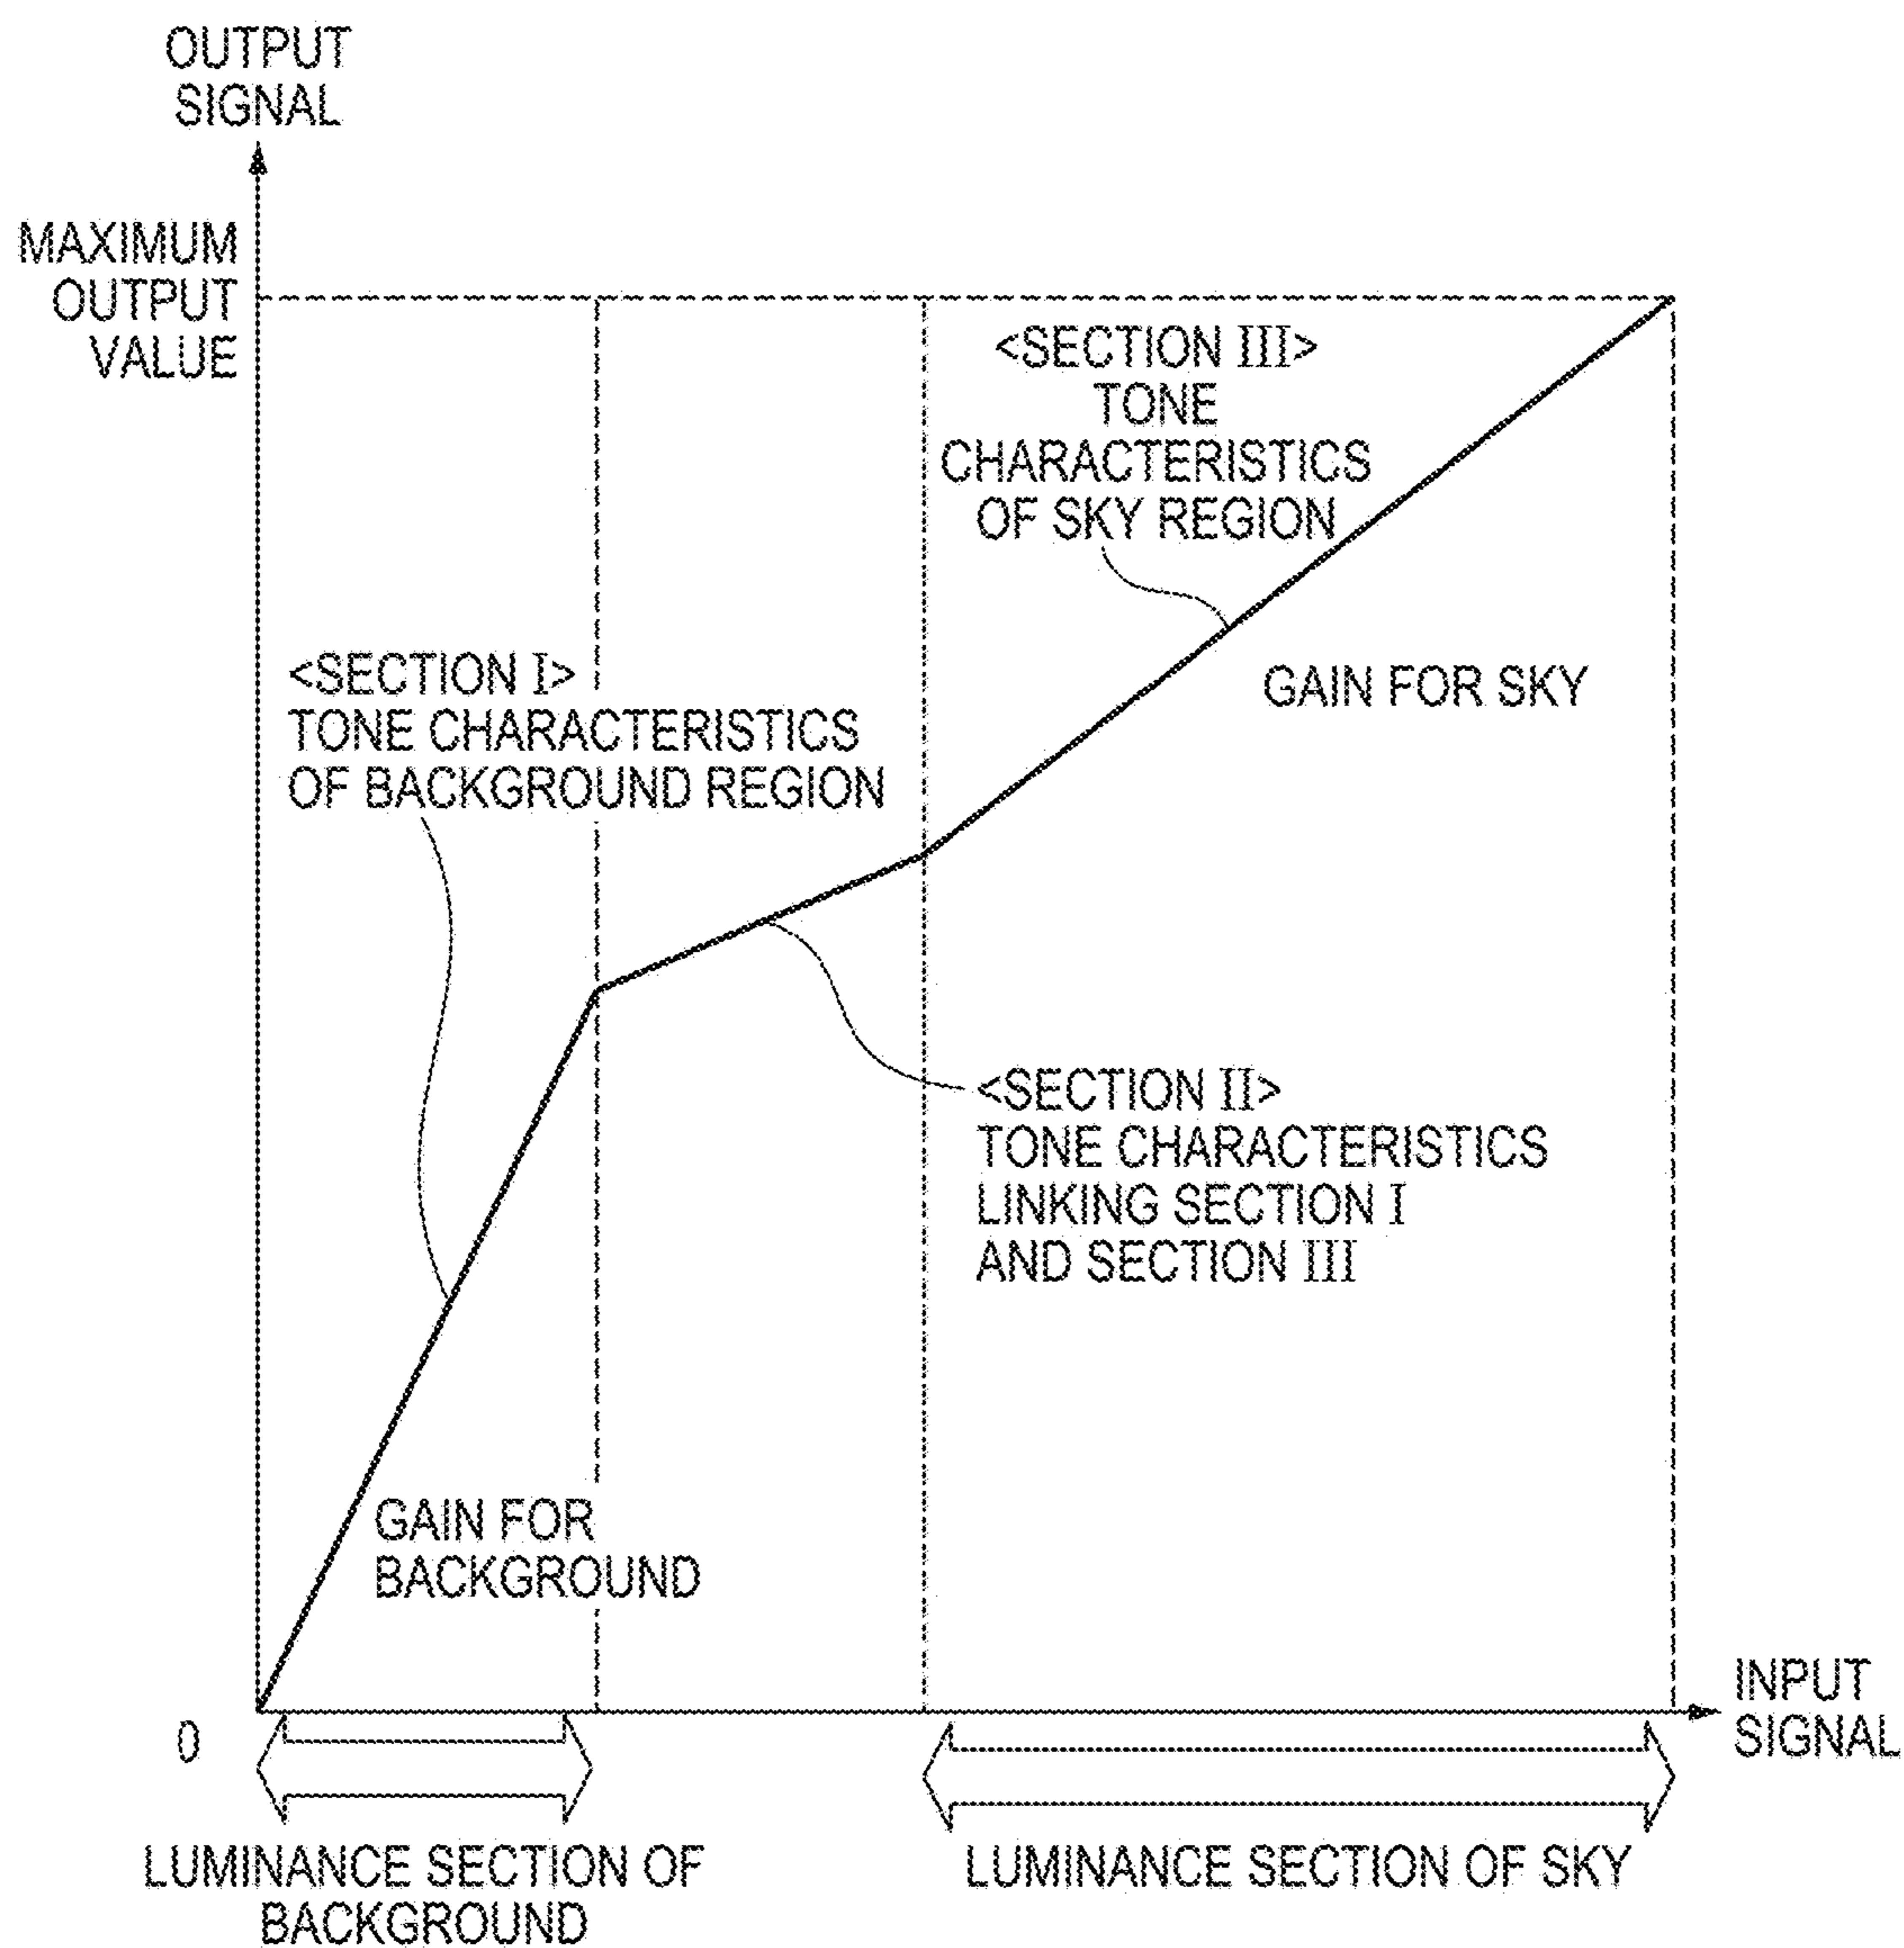 OUTPUT
SIGNAL
MAXIMUM
OUTPUT
VALUE
<SECTION III>
TONE
CHARACTERISTICS
OF SKY REGION
<SECTION I>
TONE CHARACTERISTICS
OF BACKGROUND REGION
GAIN FOR SKY
<SECTION II>
TONE CHARACTERISTICS
LINKING SECTION I
AND SECTION III
GAIN FOR
BACKGROUND
0
INPUT
SIGNAL
LUMINANCE SECTION OF
BACKGROUND
LUMINANCE SECTION OF SKY